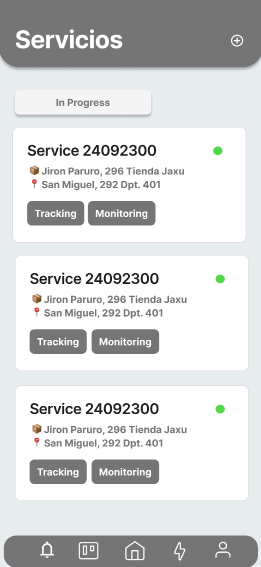 Servicios
In Progress
Service 24092300
Jiron Paruro, 296 Tienda Jaxu
San Miguel, 292 Dpt. 401
Tracking Monitoring
Service 24092300
Jiron Paruro, 296 Tienda Jaxu
San Miguel, 292 Dpt. 401
Tracking Monitoring
Service 24092300
Jiron Paruro, 296 Tienda Jaxu
San Miguel, 292 Dpt. 401
Tracking Monitoring